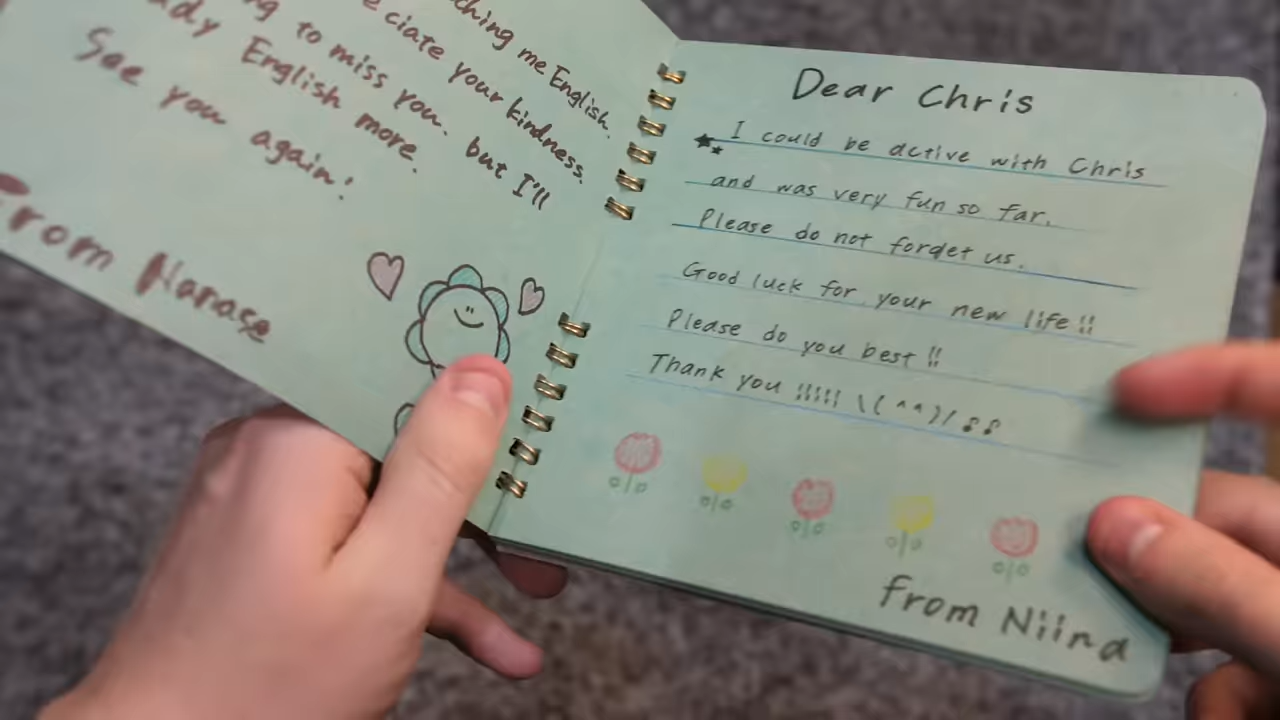 ching me English.
ciate your kindness.
to miss you. but I'll
English more.
See you again!
From Nanase
Dear Chris
I could be active with Chris
and was very fun so far.
Please do not forget us.
Good luck for your new life!!
Please do you best!!
Thank you !!!!! \(^^)/♪♪
from Niina